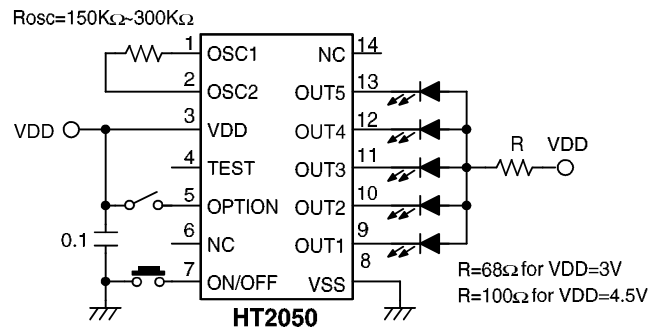 Rosc=150KΩ~300KΩ
1 OSC1
2 OSC2
VDD 3 VDD
4 TEST
5 OPTION
0.1
6 NC
7 ON/OFF
NC 14
OUT5 13
OUT4 12
OUT3 11
OUT2 10
OUT1 9
VSS 8
R VDD
R=68Ω for VDD=3V
R=100Ω for VDD=4.5V
HT2050